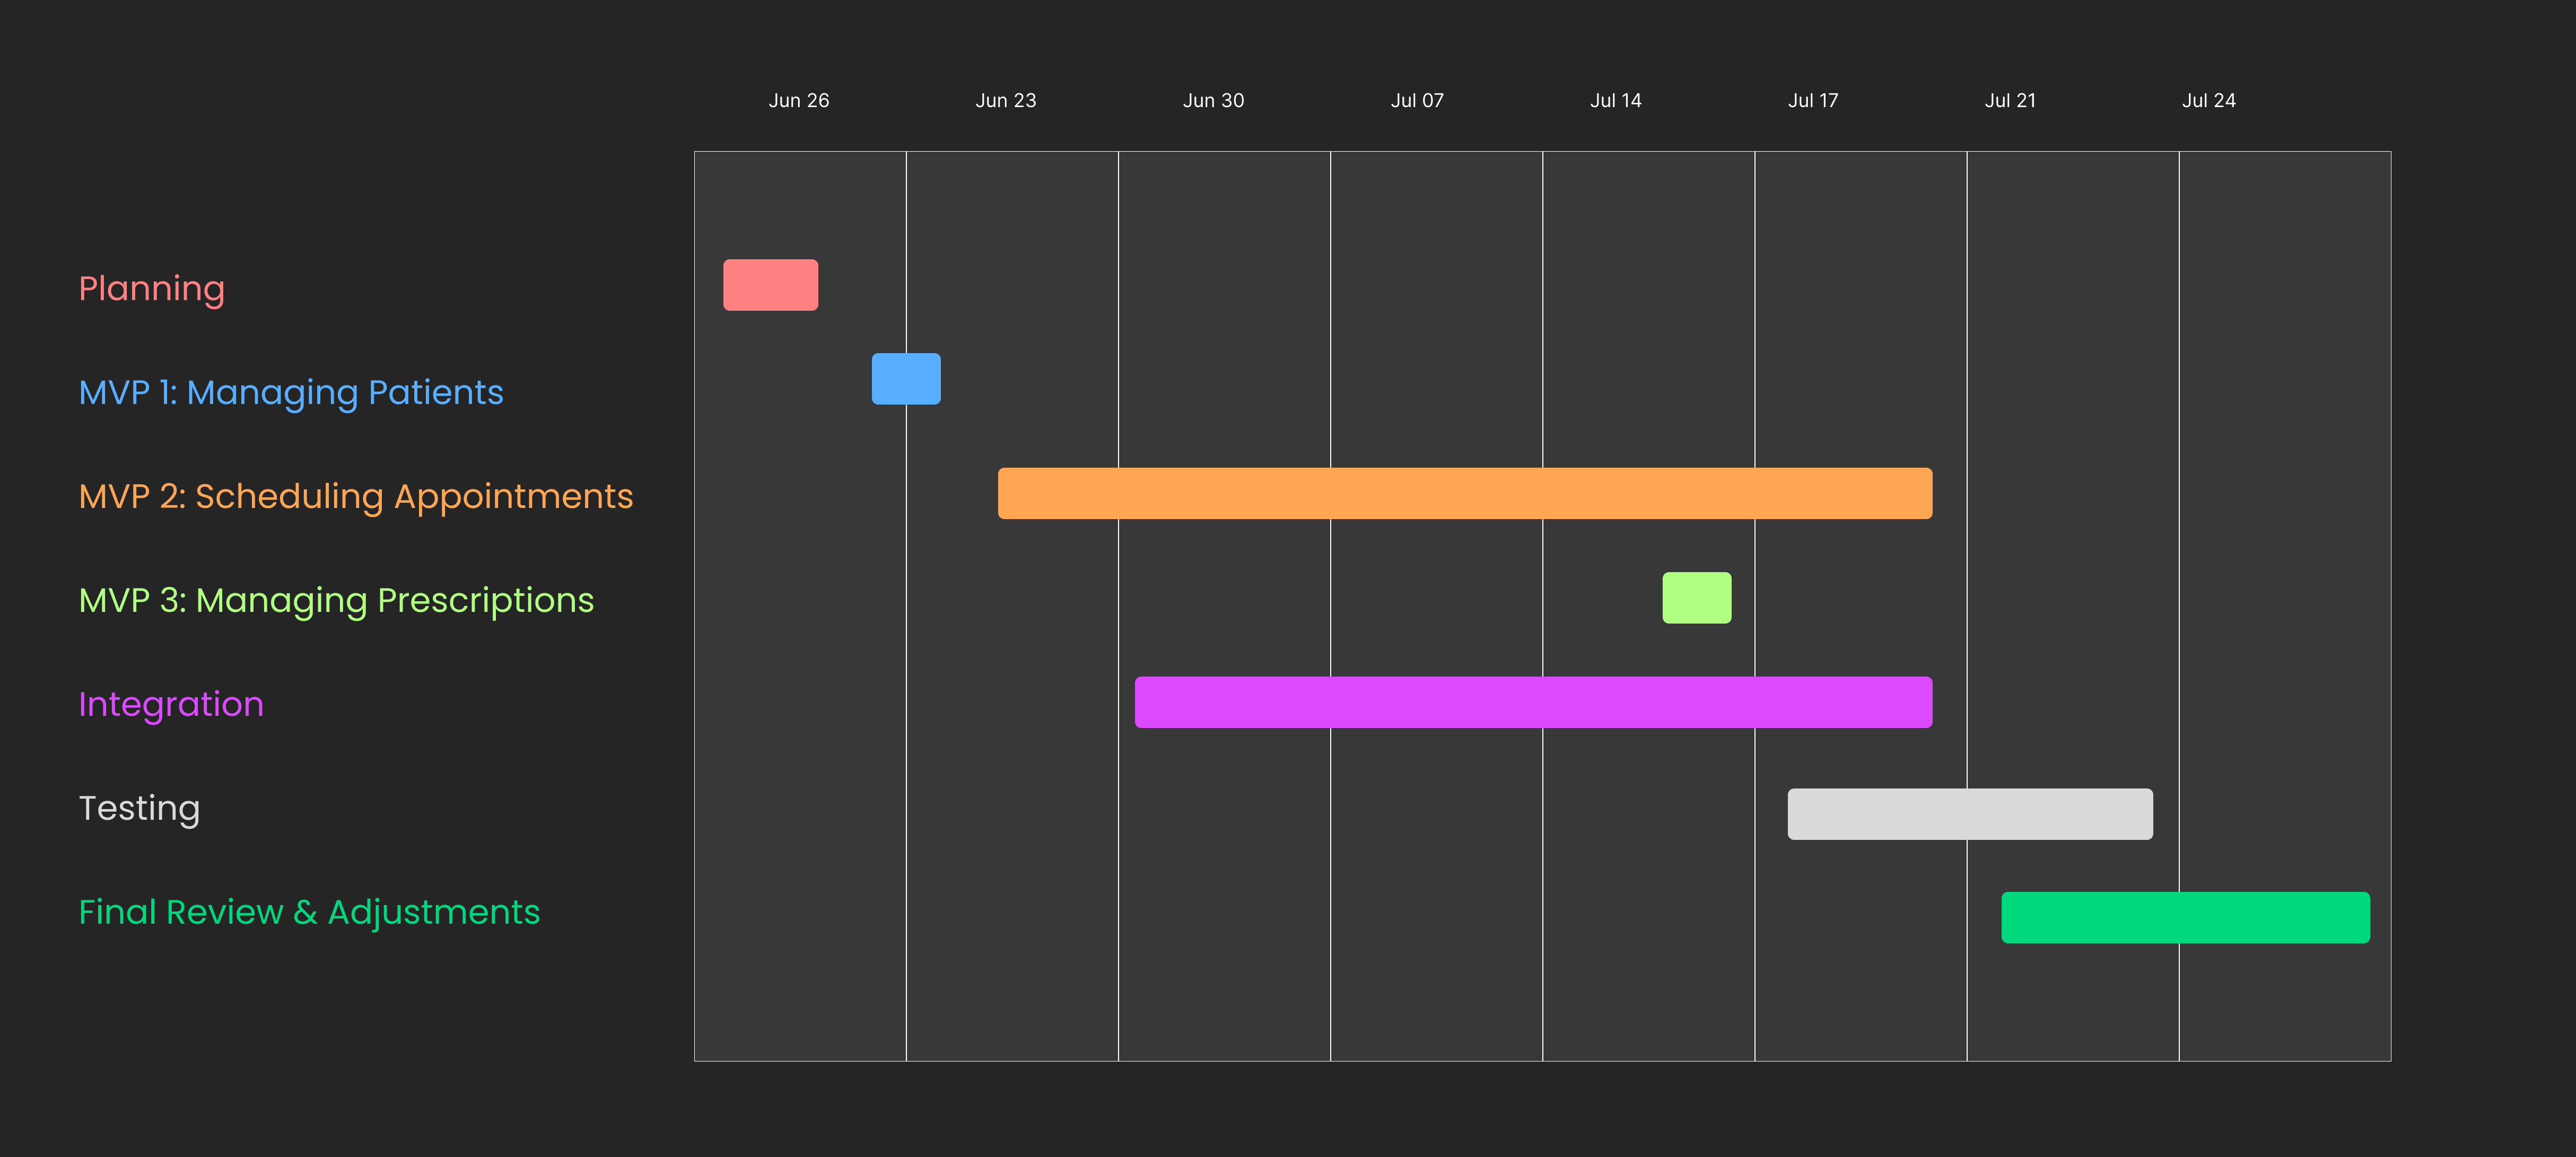 Jun 26
Jun 23
Jun 30
Jul 07
Jul 14
Jul 17
Jul 21
Jul 24
Planning
MVP 1: Managing Patients
MVP 2: Scheduling Appointments
MVP 3: Managing Prescriptions
Integration
Testing
Final Review & Adjustments